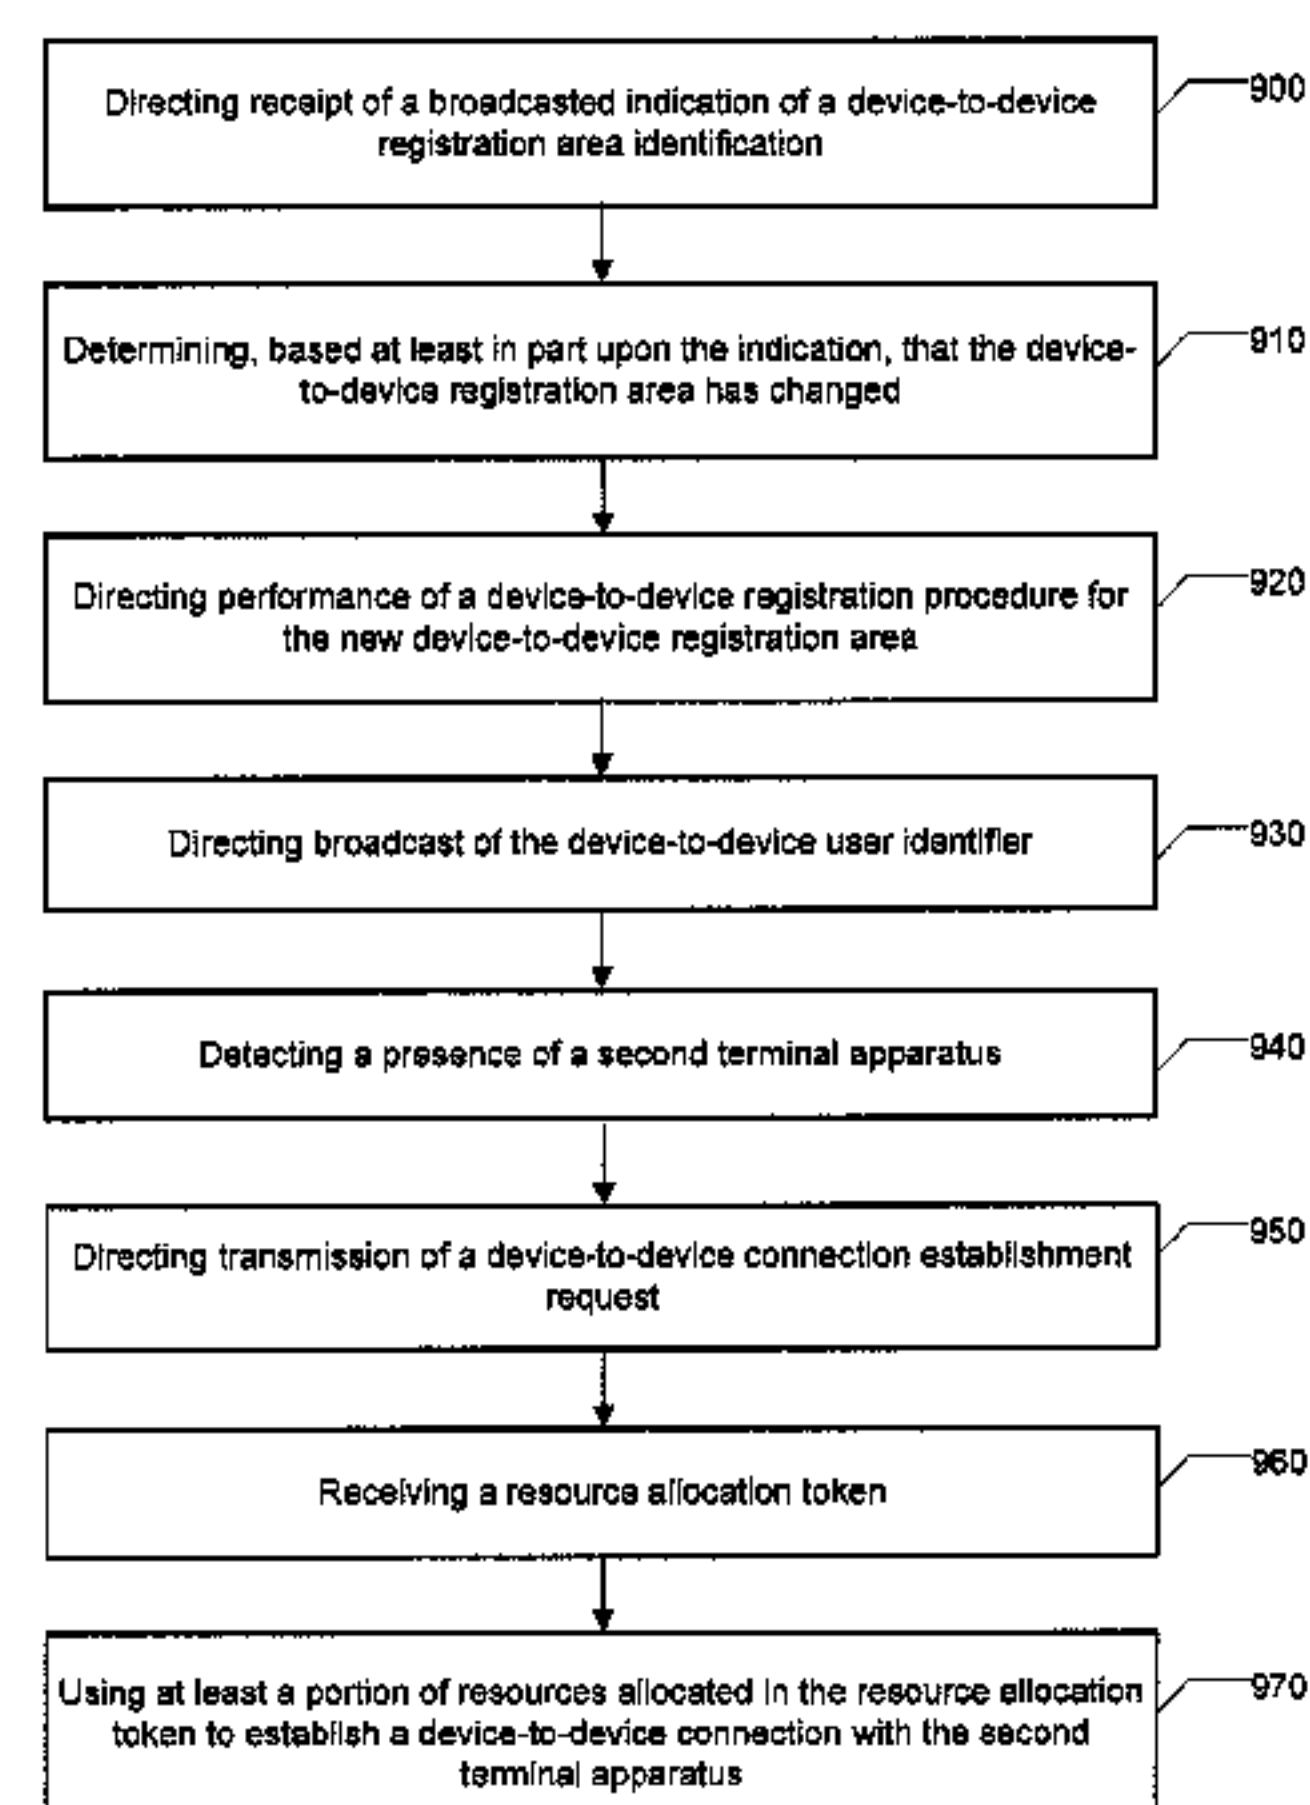 Directing receipt of a broadcasted indication of a device-to-device
registration area identification
900
Determining, based at least in part upon the indication, that the device-
to-device registration area has changed
910
Directing performance of a device-to-device registration procedure for
the new device-to-device registration area
920
Directing broadcast of the device-to-device user identifier
930
Detecting a presence of a second terminal apparatus
940
Directing transmission of a device-to-device connection establishment
request
950
Receiving a resource allocation token
960
Using at least a portion of resources allocated in the resource allocation
token to establish a device-to-device connection with the second
terminal apparatus
970